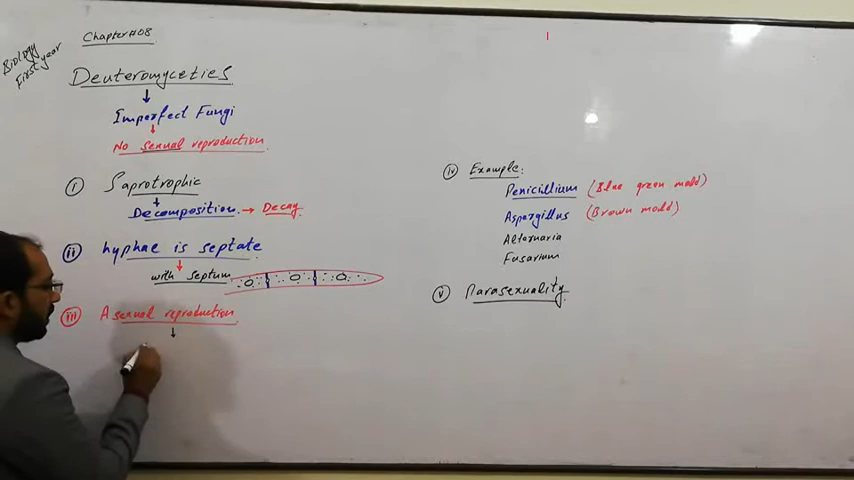 Biology
First year
Chapter#08
Deuteromyceties
Imperfect Fungi
No sexual reproduction
(i) Saprotrophic
Decomposition → Decay
(ii) hyphae is septate
with septum
(iii) Asexual reproduction
(iv) Example:
Penicillium (Blue green mold)
Aspergillus (Brown mold)
Alternaria
Fusarium
(v) Parasexuality